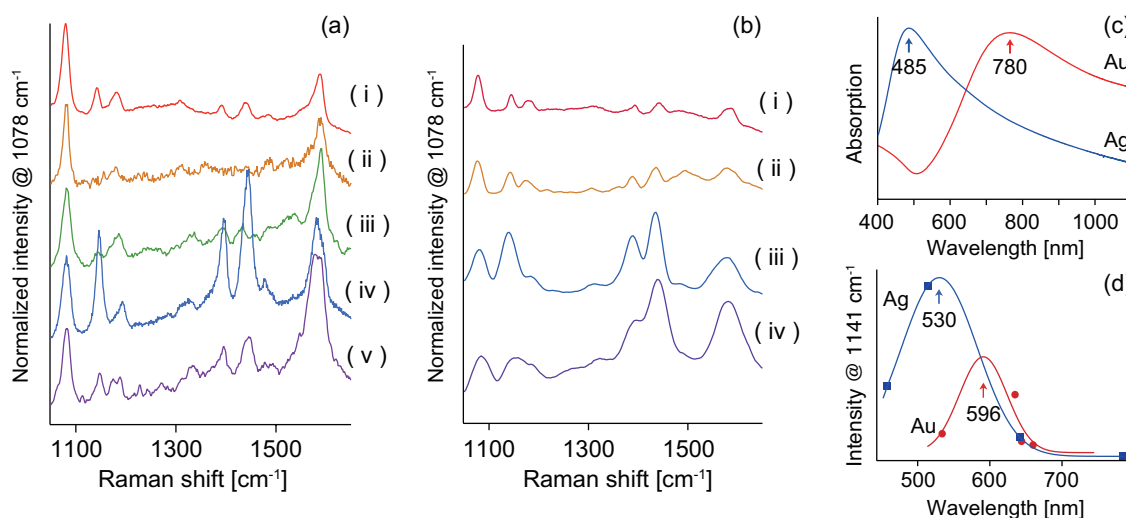 (a)
Normalized intensity @ 1078 cm⁻¹
( i )
( ii )
( iii )
( iv )
( v )
1100 1300 1500
Raman shift [cm⁻¹]
(b)
Normalized intensity @ 1078 cm⁻¹
( i )
( ii )
( iii )
( iv )
1100 1300 1500
Raman shift [cm⁻¹]
(c)
Absorption
485
780
Au
Ag
400 600 800 1000
Wavelength [nm]
(d)
Intensity @ 1141 cm⁻¹
Ag
530
Au
596
500 600 700
Wavelength [nm]